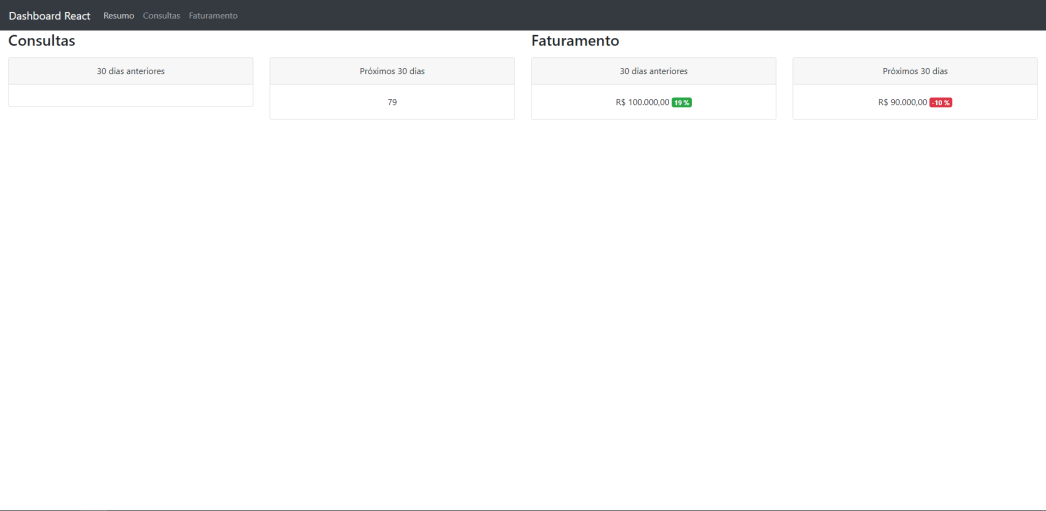 Dashboard React Resumo Consultas Faturamento
Consultas
30 dias anteriores
Próximos 30 dias
79
Faturamento
30 dias anteriores
R$ 100.000,00 19 %
Próximos 30 dias
R$ 90.000,00 -10 %